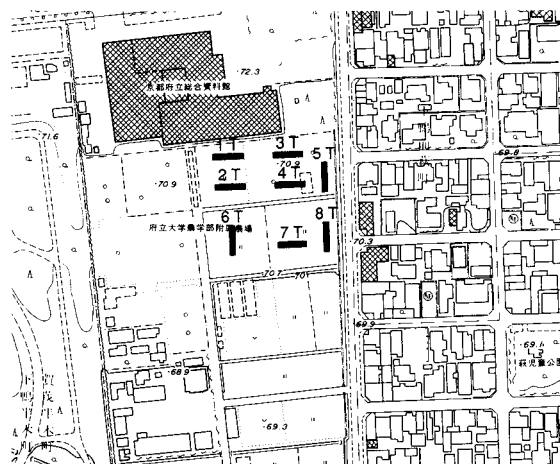 ・72.3
京都府立総合資料館
・71.6
1T
3T
・70.9
5T
2T
4T
・70.9
69.8
6T
8T
府立大学農学部附属農場
7T
・70.3
・70.7
・69.9
・69.1
萩児童公園
・68.9
・69.3